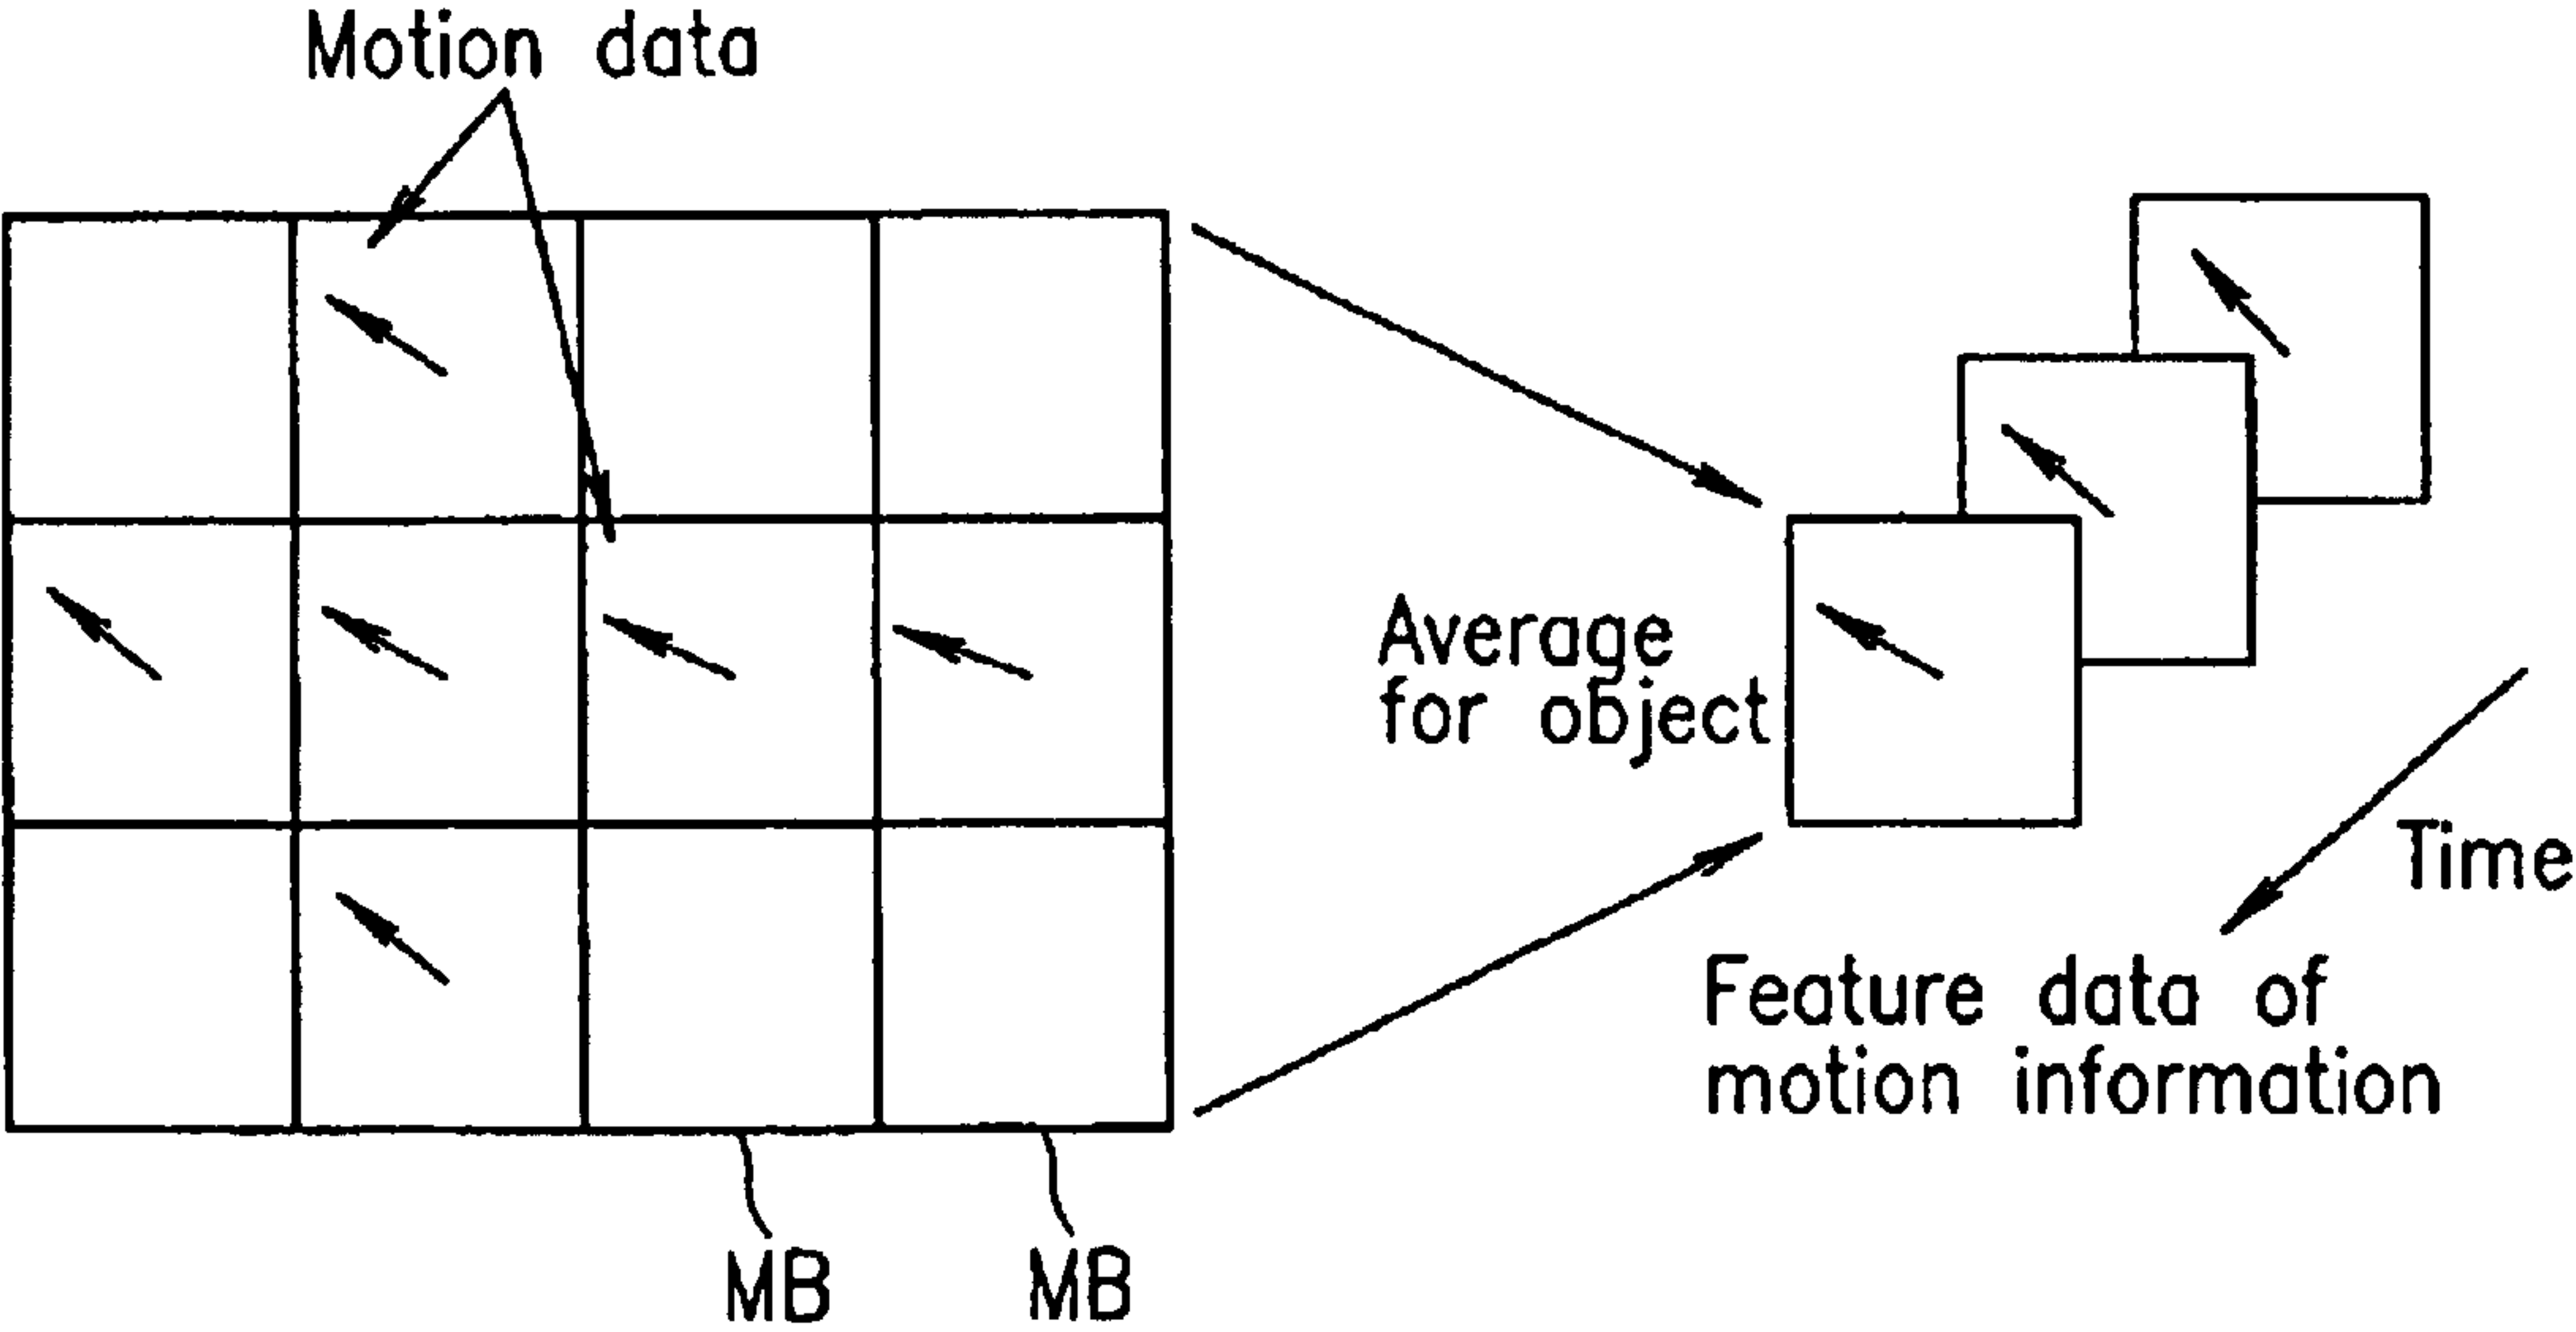 Motion data
Average
for object
Time
Feature data of
motion information
MB
MB